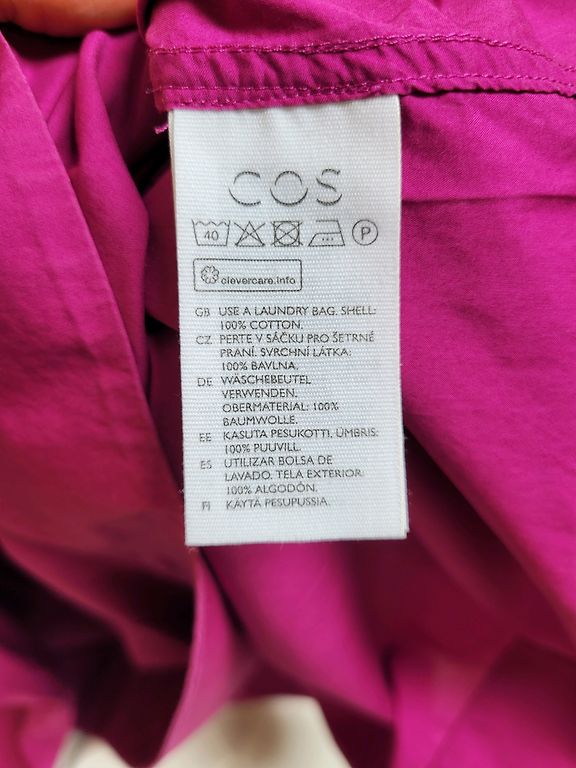 COS
40 P
clevercare.info
GB USE A LAUNDRY BAG. SHELL:
100% COTTON.
CZ PERTE V SÁČKU PRO ŠETRNÉ
PRANÍ. SVRCHNÍ LÁTKA:
100% BAVLNA.
DE WÄSCHEBEUTEL
VERWENDEN.
OBERMATERIAL: 100%
BAUMWOLLE.
EE KASUTA PESUKOTTI. ÜMBRIS:
100% PUUVILL.
ES UTILIZAR BOLSA DE
LAVADO. TELA EXTERIOR:
100% ALGODÓN.
FI KÄYTÄ PESUPUSSIA.